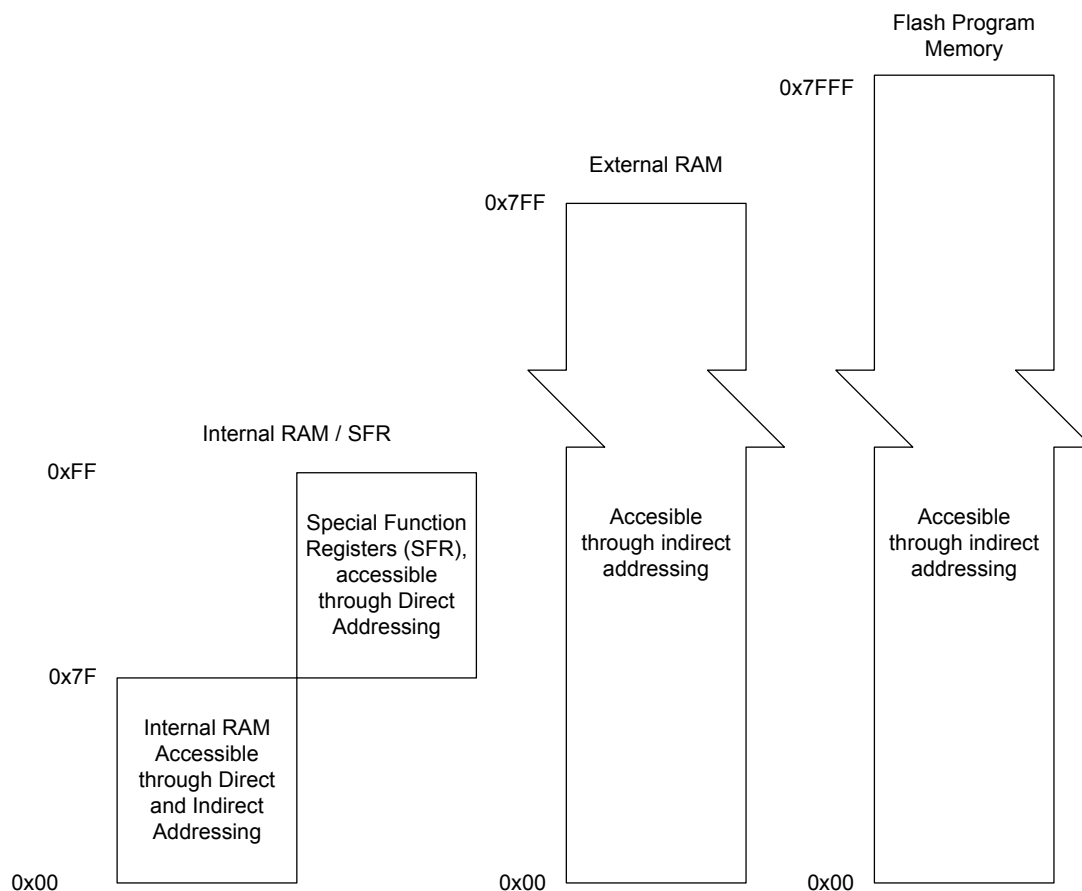 Flash Program
Memory
0x7FFF
External RAM
0x7FF
Internal RAM / SFR
0xFF
Special Function
Registers (SFR),
accessible
through Direct
Addressing
Accesible
through indirect
addressing
Accesible
through indirect
addressing
0x7F
Internal RAM
Accessible
through Direct
and Indirect
Addressing
0x00
0x00
0x00